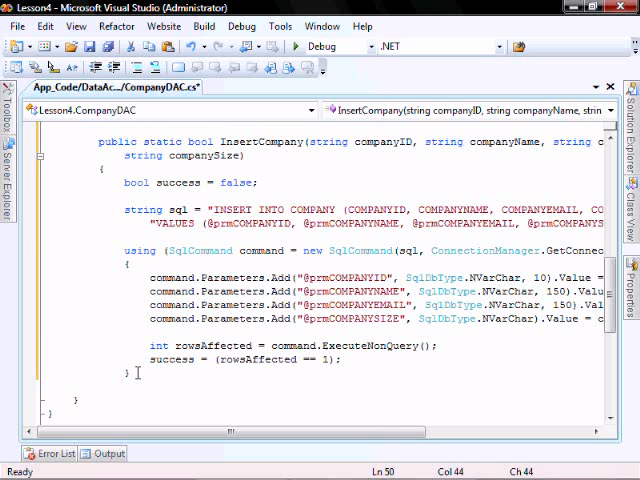 Lesson4 - Microsoft Visual Studio (Administrator)
File Edit View Refactor Website Build Debug Tools Window Help
Debug .NET
App_Code/DataAc.../CompanyDAC.cs*
Lesson4.CompanyDAC InsertCompany(string companyID, string companyName, strin
public static bool InsertCompany(string companyID, string companyName, string c
string companySize)
{
bool success = false;
string sql = "INSERT INTO COMPANY (COMPANYID, COMPANYNAME, COMPANYEMAIL, CO
"VALUES (@prmCOMPANYID, @prmCOMPANYNAME, @prmCOMPANYEMAIL, @prmCOMPANYS
using (SqlCommand command = new SqlCommand(sql, ConnectionManager.GetConnec
{
command.Parameters.Add("@prmCOMPANYID", SqlDbType.NVarChar, 10).Value =
command.Parameters.Add("@prmCOMPANYNAME", SqlDbType.NVarChar, 150).Valu
command.Parameters.Add("@prmCOMPANYEMAIL", SqlDbType.NVarChar, 150).Val
command.Parameters.Add("@prmCOMPANYSIZE", SqlDbType.NVarChar).Value = c
int rowsAffected = command.ExecuteNonQuery();
success = (rowsAffected == 1);
}
}
}
Toolbox
Server Explorer
Solution Explorer
Class View
Properties
Error List Output
Ready Ln 50 Col 44 Ch 44